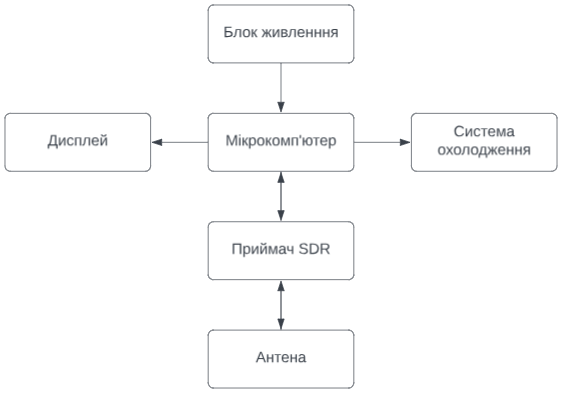 Блок живленння
Дисплей
Мікрокомп'ютер
Система
охолодження
Приймач SDR
Антена